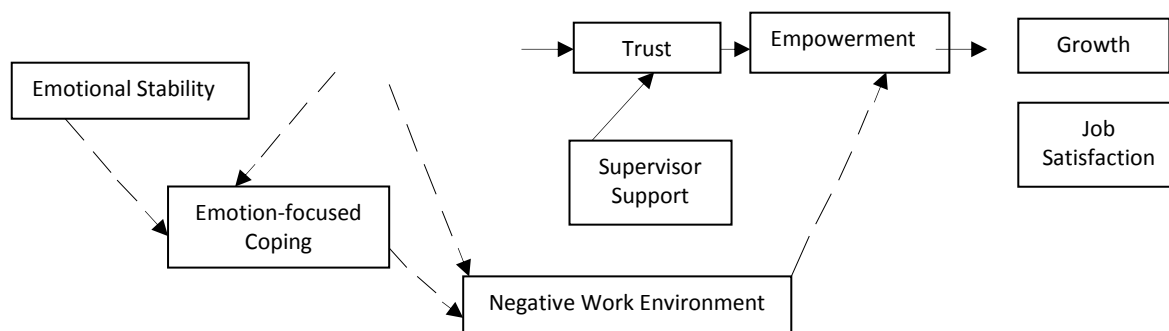 Trust
Empowerment
Growth
Emotional Stability
Job
Satisfaction
Supervisor
Support
Emotion-focused
Coping
Negative Work Environment